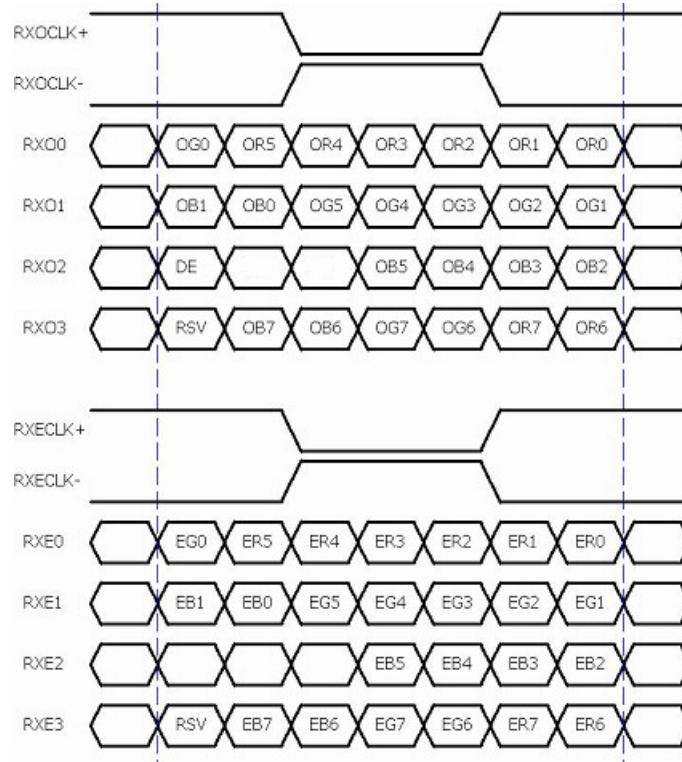 RXOCLK+
RXOCLK-
RXO0 OG0 OR5 OR4 OR3 OR2 OR1 OR0
RXO1 OB1 OB0 OG5 OG4 OG3 OG2 OG1
RXO2 DE OB5 OB4 OB3 OB2
RXO3 RSV OB7 OB6 OG7 OG6 OR7 OR6
RXECLK+
RXECLK-
RXE0 EG0 ER5 ER4 ER3 ER2 ER1 ER0
RXE1 EB1 EB0 EG5 EG4 EG3 EG2 EG1
RXE2 EB5 EB4 EB3 EB2
RXE3 RSV EB7 EB6 EG7 EG6 ER7 ER6